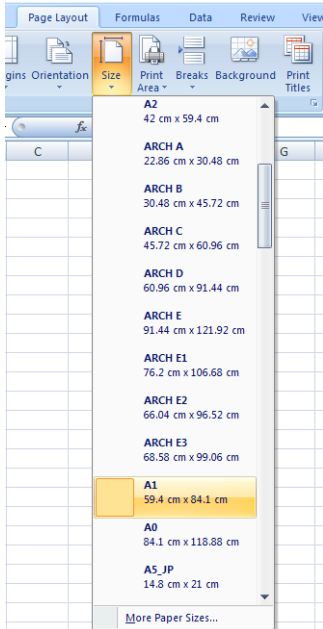 Page Layout Formulas Data Review View
gins Orientation Size Print Area Breaks Background Print Titles
fx
C G
A2
42 cm x 59.4 cm
ARCH A
22.86 cm x 30.48 cm
ARCH B
30.48 cm x 45.72 cm
ARCH C
45.72 cm x 60.96 cm
ARCH D
60.96 cm x 91.44 cm
ARCH E
91.44 cm x 121.92 cm
ARCH E1
76.2 cm x 106.68 cm
ARCH E2
66.04 cm x 96.52 cm
ARCH E3
68.58 cm x 99.06 cm
A1
59.4 cm x 84.1 cm
A0
84.1 cm x 118.88 cm
A5_JP
14.8 cm x 21 cm
More Paper Sizes...